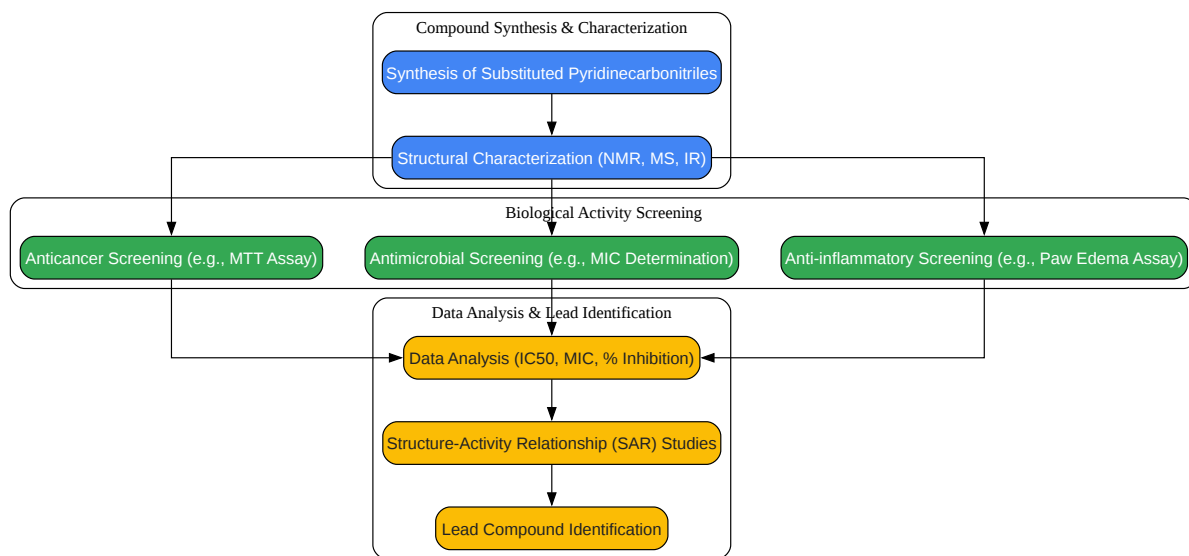 Compound Synthesis & Characterization
Synthesis of Substituted Pyridinecarbonitriles
Structural Characterization (NMR, MS, IR)
Biological Activity Screening
Anticancer Screening (e.g., MTT Assay)
Antimicrobial Screening (e.g., MIC Determination)
Anti-inflammatory Screening (e.g., Paw Edema Assay)
Data Analysis & Lead Identification
Data Analysis (IC50, MIC, % Inhibition)
Structure-Activity Relationship (SAR) Studies
Lead Compound Identification